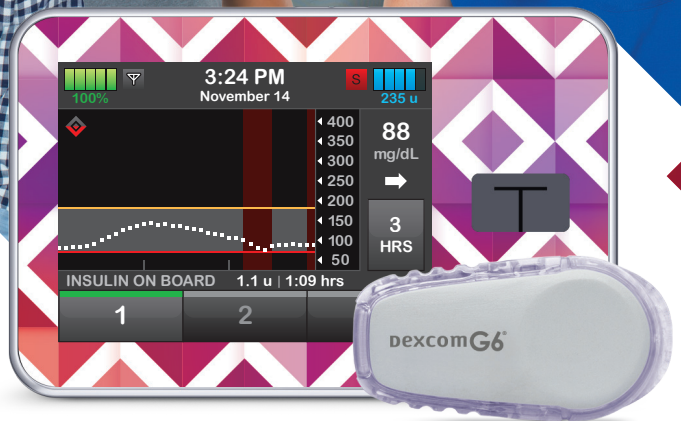 3:24 PM
S
100%
November 14
235 u
400
350
300
250
200
150
100
50
88
mg/dL
3
HRS
INSULIN ON BOARD 1.1 u | 1:09 hrs
1
2
T
Dexcom G6